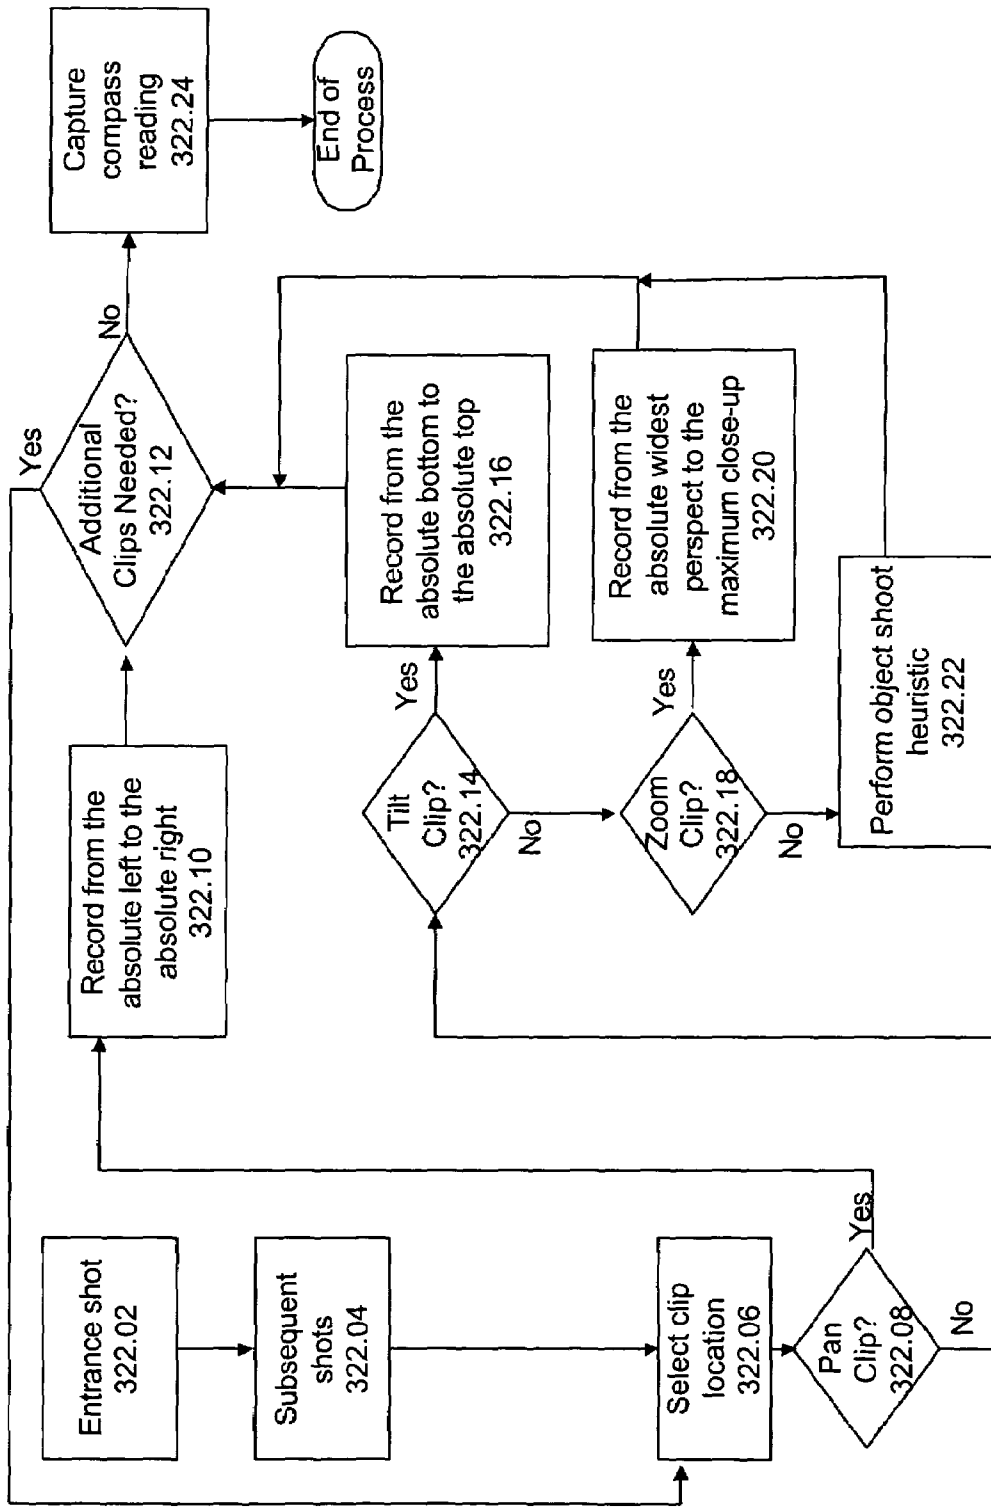 Entrance shot
322.02
Subsequent
shots
322.04
Select clip
location
322.06
Pan
Clip?
322.08
Yes
No
Record from the
absolute left to the
absolute right
322.10
Additional
Clips Needed?
322.12
Yes
No
Capture
compass
reading
322.24
End of
Process
Tilt
Clip?
322.14
Yes
No
Record from the
absolute bottom to
the absolute top
322.16
Zoom
Clip?
322.18
Yes
No
Record from the
absolute widest
perspect to the
maximum close-up
322.20
Perform object shoot
heuristic
322.22